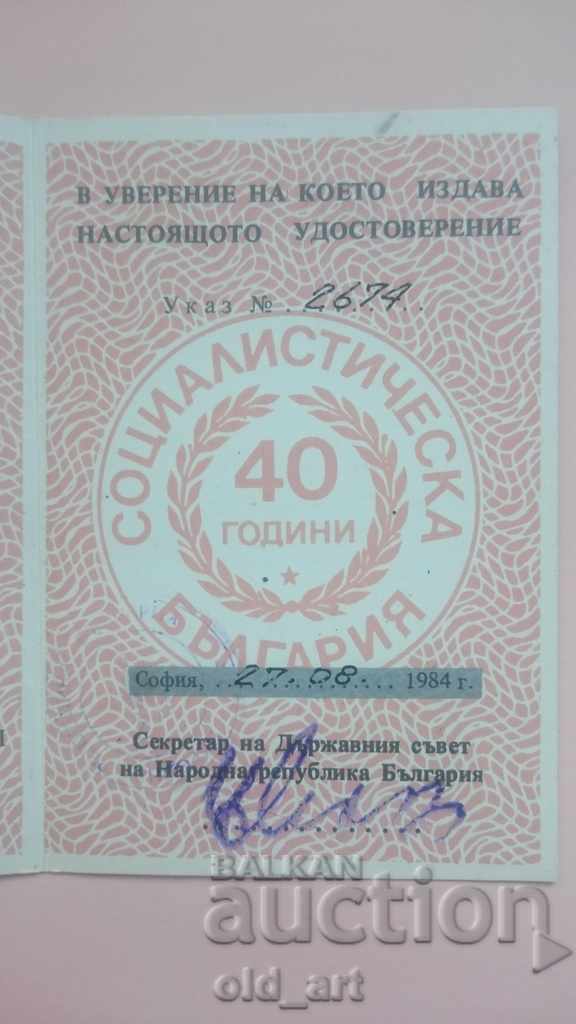 В УВЕРЕНИЕ НА КОЕТО ИЗДАВА
НАСТОЯЩОТО УДОСТОВЕРЕНИЕ
Указ № 2674
СОЦИАЛИСТИЧЕСКА
40
ГОДИНИ
БЪЛГАРИЯ
София, 27.08. 1984 г.
Секретар на Държавния съвет
на Народна република България
BALKAN
auction
old_art